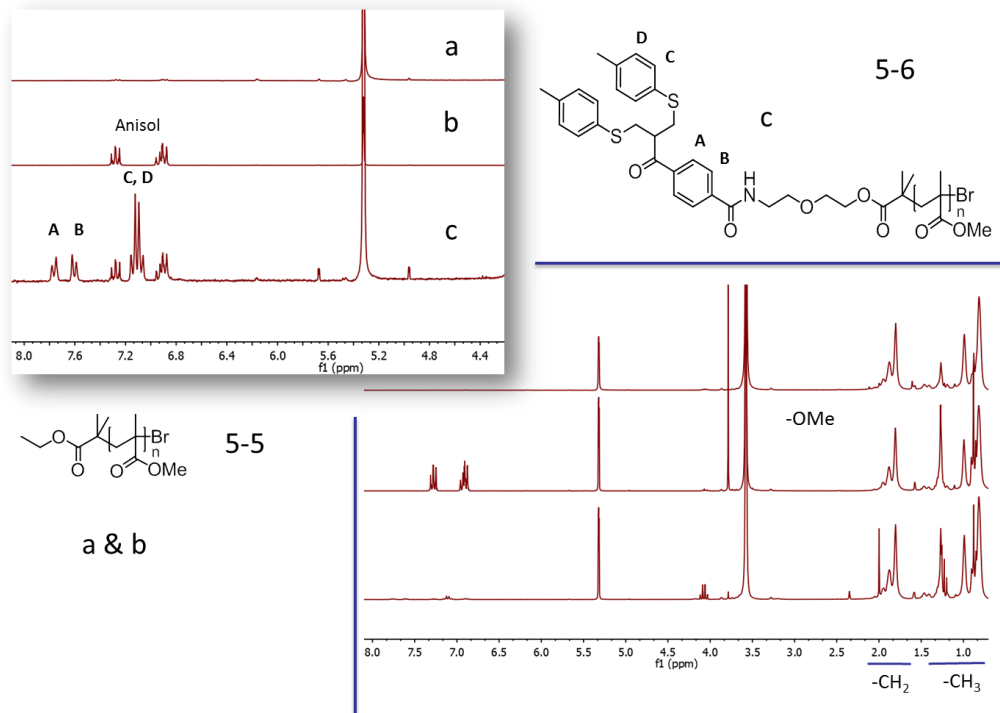 a
b
Anisol
C, D
A
B
c
8.0 7.6 7.2 6.8 6.4 6.0 5.6 5.2 4.8 4.4
f1 (ppm)
D
C
5-6
S
S
C
A
B
O
H
N
O
O
O
O
Br
n
O
OMe
O
-OMe
O
O
Br
n
O
OMe
5-5
a & b
8.0 7.5 7.0 6.5 6.0 5.5 5.0 4.5 4.0 3.5 3.0 2.5 2.0 1.5 1.0
f1 (ppm)
-CH2
-CH3